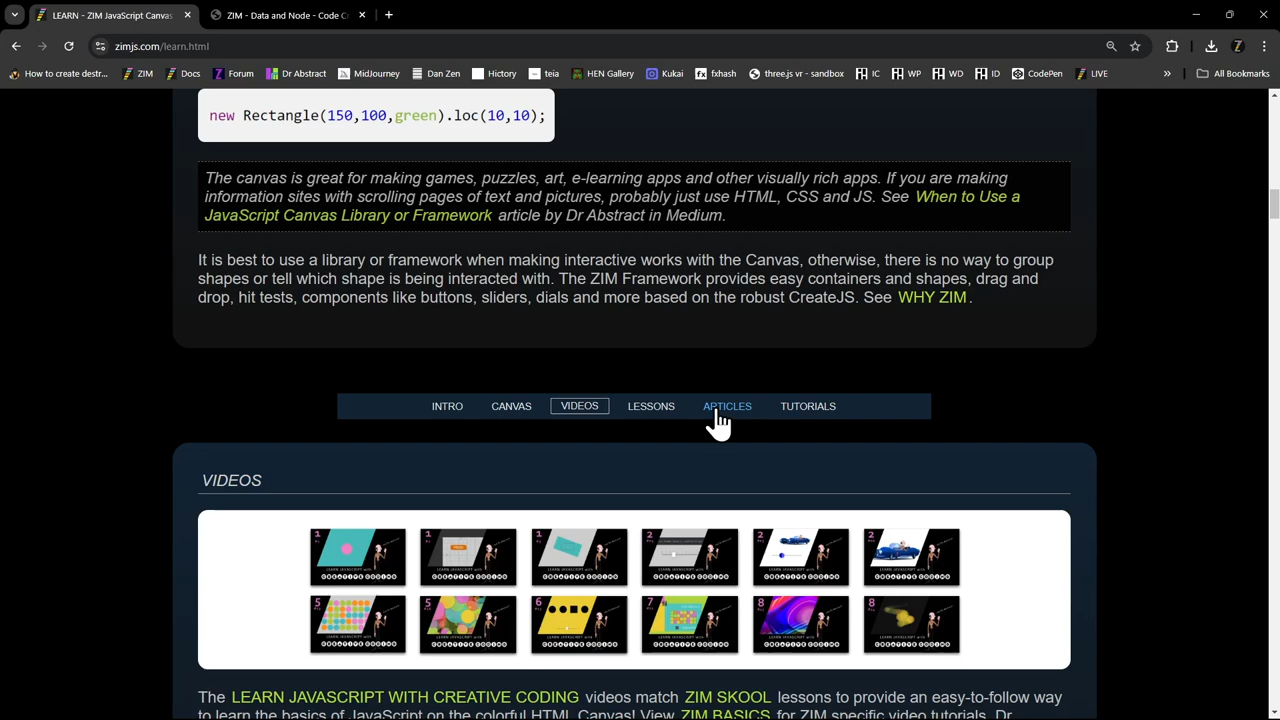 LEARN - ZIM JavaScript Canvas
ZIM - Data and Node - Code C
zimjs.com/learn.html
How to create destr...
ZIM
Docs
Forum
Dr Abstract
MidJourney
Dan Zen
Hictory
teia
HEN Gallery
Kukai
fxhash
three.js vr - sandbox
IC
WP
WD
ID
CodePen
LIVE
»
All Bookmarks
new Rectangle(150,100,green).loc(10,10);
The canvas is great for making games, puzzles, art, e-learning apps and other visually rich apps. If you are making
information sites with scrolling pages of text and pictures, probably just use HTML, CSS and JS. See When to Use a
JavaScript Canvas Library or Framework article by Dr Abstract in Medium.
It is best to use a library or framework when making interactive works with the Canvas, otherwise, there is no way to group
shapes or tell which shape is being interacted with. The ZIM Framework provides easy containers and shapes, drag and
drop, hit tests, components like buttons, sliders, dials and more based on the robust CreateJS. See WHY ZIM.
INTRO CANVAS VIDEOS LESSONS ARTICLES TUTORIALS
VIDEOS
LEARN JAVASCRIPT with
CREATIVE CODING
The LEARN JAVASCRIPT WITH CREATIVE CODING videos match ZIM SKOOL lessons to provide an easy-to-follow way
to learn the basics of JavaScript on the colorful HTML Canvas! View ZIM BASICS for ZIM specific video tutorials. Dr